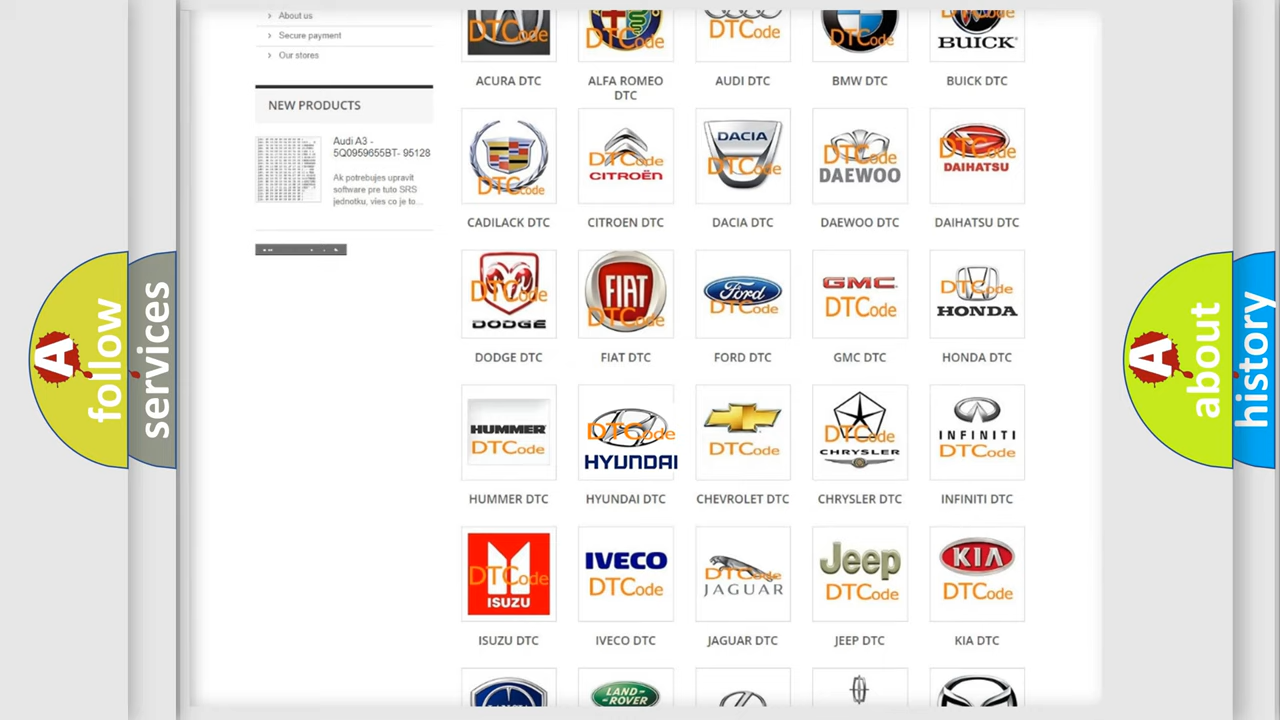 About us
Secure payment
Our stores
NEW PRODUCTS
Audi A3 -
5Q0959655BT- 95128
Ak potrebujes upravit
software pre tuto SRS
jednotku, vies co je to...
DTCode
DTCode
DTCode
DTCode
BUICK
ACURA DTC
ALFA ROMEO
DTC
AUDI DTC
BMW DTC
BUICK DTC
DTCode
DTCode
CITROËN
DACIA
DTCode
DTCode
DAEWOO
DTCode
DAIHATSU
CADILACK DTC
CITROEN DTC
DACIA DTC
DAEWOO DTC
DAIHATSU DTC
DTCode
DODGE
FIAT
DTCode
Ford
DTCode
GMC
DTCode
DTCode
HONDA
DODGE DTC
FIAT DTC
FORD DTC
GMC DTC
HONDA DTC
HUMMER
DTCode
DTCode
HYUNDAI
DTCode
DTCode
CHRYSLER
INFINITI
DTCode
HUMMER DTC
HYUNDAI DTC
CHEVROLET DTC
CHRYSLER DTC
INFINITI DTC
DTCode
ISUZU
IVECO
DTCode
DTCode
JAGUAR
Jeep
DTCode
KIA
DTCode
ISUZU DTC
IVECO DTC
JAGUAR DTC
JEEP DTC
KIA DTC
LAND-
ROVER
A
follow
services
A
about
history